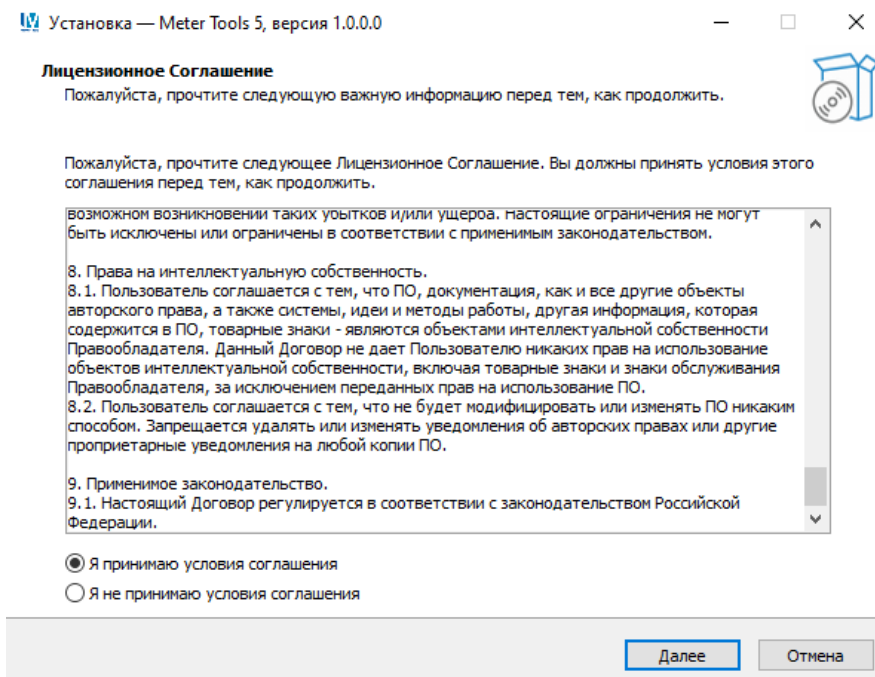 Установка — Meter Tools 5, версия 1.0.0.0
Лицензионное Соглашение
Пожалуйста, прочтите следующую важную информацию перед тем, как продолжить.
Пожалуйста, прочтите следующее Лицензионное Соглашение. Вы должны принять условия этого
соглашения перед тем, как продолжить.
возможном возникновении таких убытков и/или ущерба. Настоящие ограничения не могут
быть исключены или ограничены в соответствии с применимым законодательством.
8. Права на интеллектуальную собственность.
8.1. Пользователь соглашается с тем, что ПО, документация, как и все другие объекты
авторского права, а также системы, идеи и методы работы, другая информация, которая
содержится в ПО, товарные знаки - являются объектами интеллектуальной собственности
Правообладателя. Данный Договор не дает Пользователю никаких прав на использование
объектов интеллектуальной собственности, включая товарные знаки и знаки обслуживания
Правообладателя, за исключением переданных прав на использование ПО.
8.2. Пользователь соглашается с тем, что не будет модифицировать или изменять ПО никаким
способом. Запрещается удалять или изменять уведомления об авторских правах или другие
проприетарные уведомления на любой копии ПО.
9. Применимое законодательство.
9.1. Настоящий Договор регулируется в соответствии с законодательством Российской
Федерации.
Я принимаю условия соглашения
Я не принимаю условия соглашения
Далее
Отмена